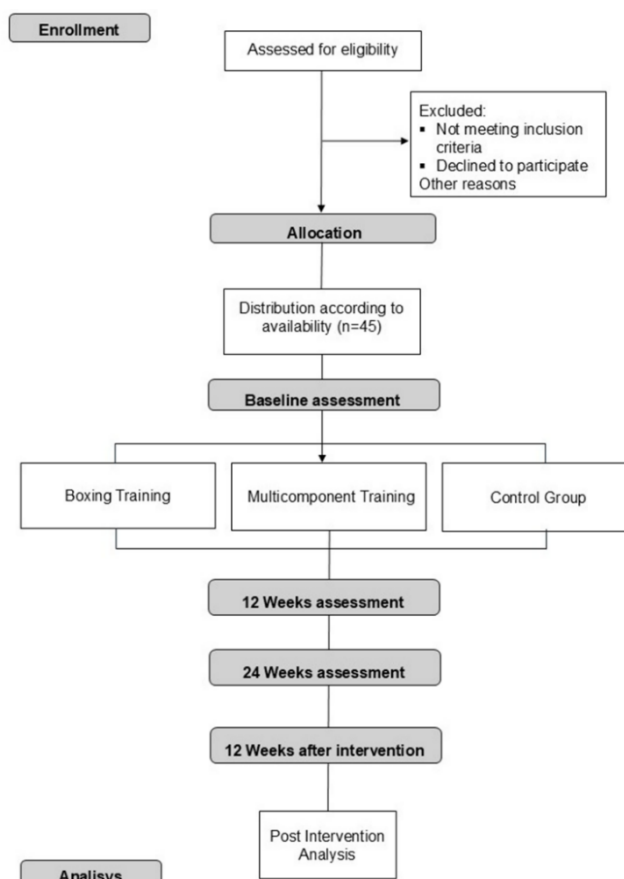 Enrollment
Assessed for eligibility
Excluded:
▪ Not meeting inclusion
criteria
▪ Declined to participate
Other reasons
Allocation
Distribution according to
availability (n=45)
Baseline assessment
Boxing Training
Multicomponent Training
Control Group
12 Weeks assessment
24 Weeks assessment
12 Weeks after intervention
Post Intervention
Analysis
Analisys